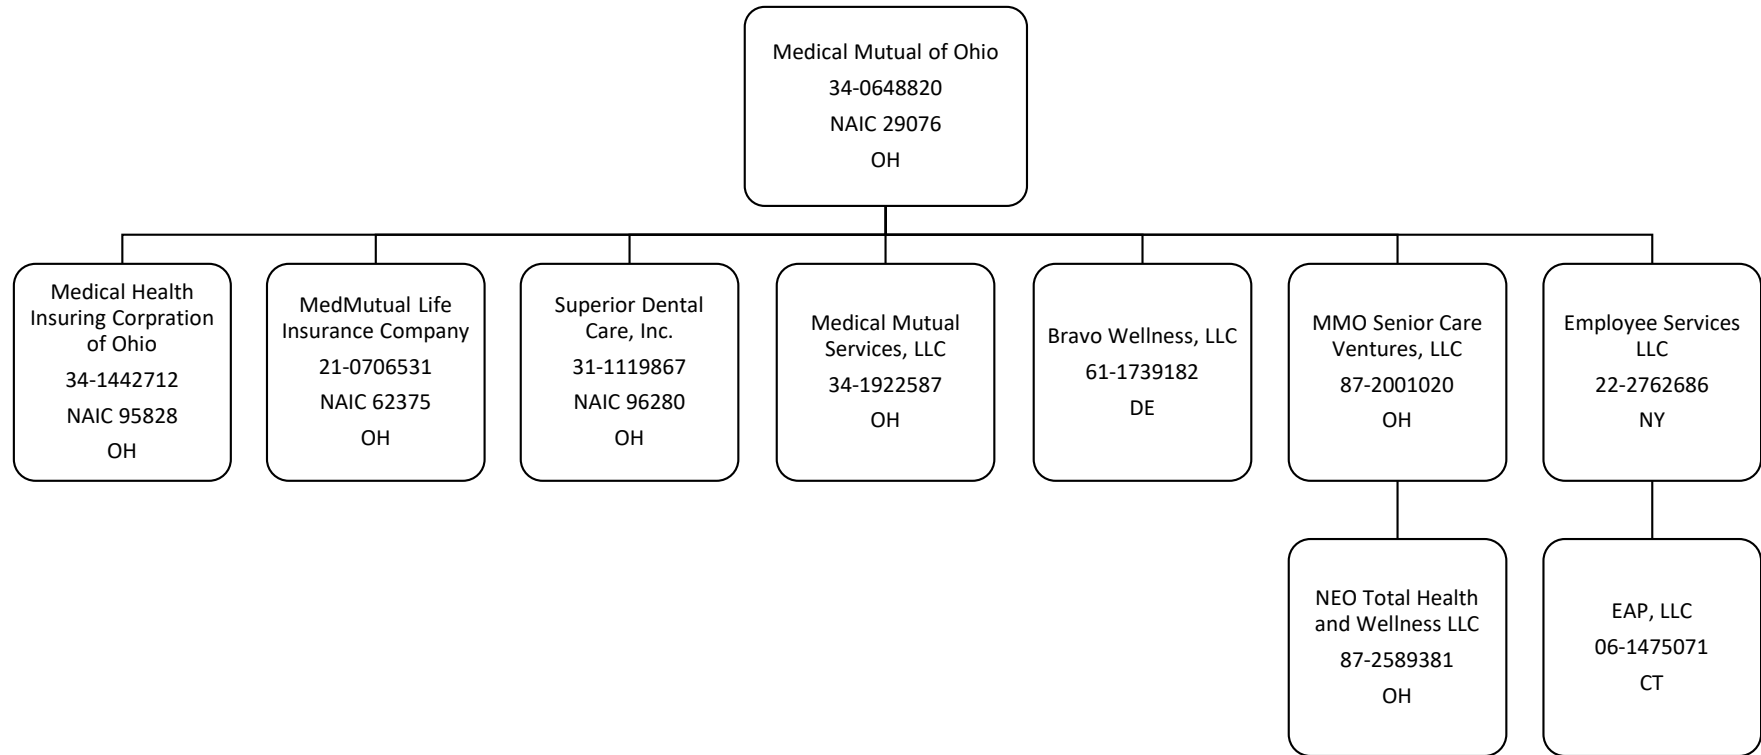 Medical Mutual of Ohio
34-0648820
NAIC 29076
OH
Medical Health
Insuring Corpration
of Ohio
34-1442712
NAIC 95828
OH
MedMutual Life
Insurance Company
21-0706531
NAIC 62375
OH
Superior Dental
Care, Inc.
31-1119867
NAIC 96280
OH
Medical Mutual
Services, LLC
34-1922587
OH
Bravo Wellness, LLC
61-1739182
DE
MMO Senior Care
Ventures, LLC
87-2001020
OH
Employee Services
LLC
22-2762686
NY
NEO Total Health
and Wellness LLC
87-2589381
OH
EAP, LLC
06-1475071
CT